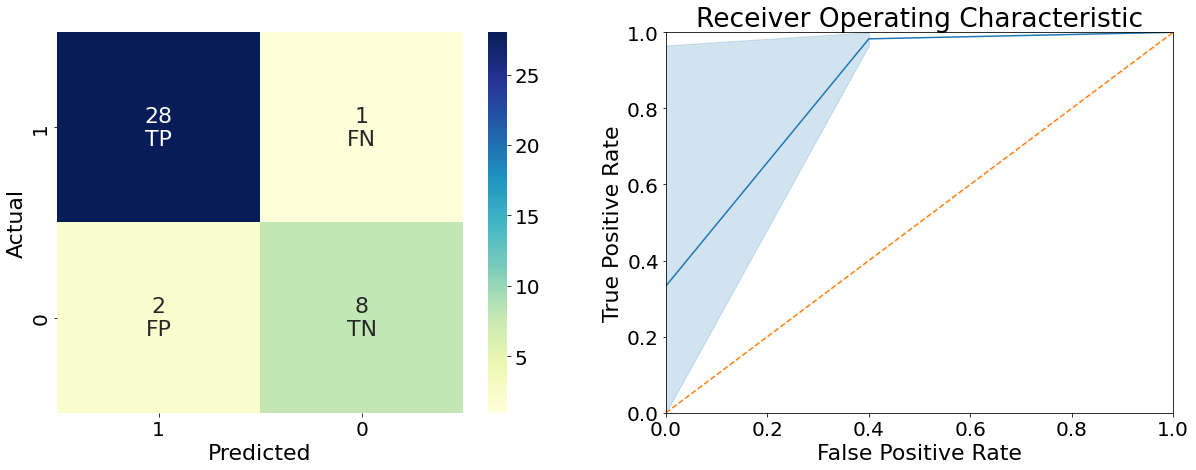 Receiver Operating Characteristic
28
TP
1
FN
2
FP
8
TN
1
0
Actual
1
0
Predicted
25
20
15
10
5
1.0
0.8
0.6
0.4
0.2
0.0
True Positive Rate
0.0
0.2
0.4
0.6
0.8
1.0
False Positive Rate